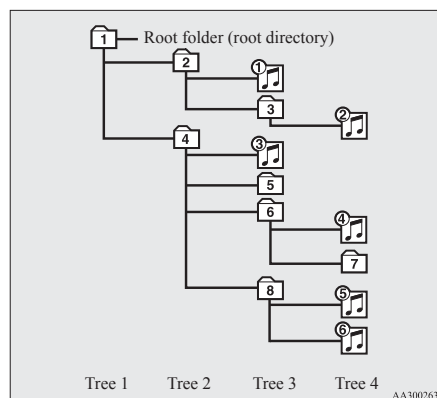 1 Root folder (root directory)
2 ①
3 ②
4 ③
5
6 ④
7
8 ⑤
⑥
Tree 1 Tree 2 Tree 3 Tree 4
AA300263